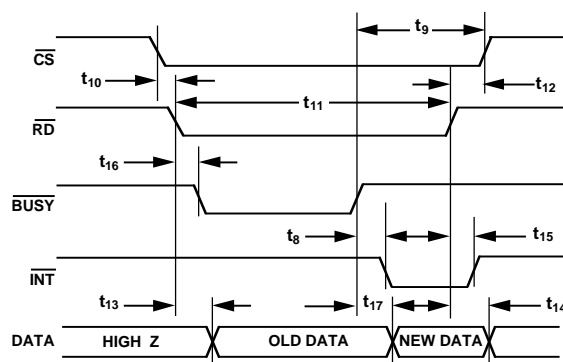 t9
CS
t10
t12
t11
RD
t16
BUSY
t8
t15
INT
t13
t17
t14
DATA HIGH Z OLD DATA NEW DATA